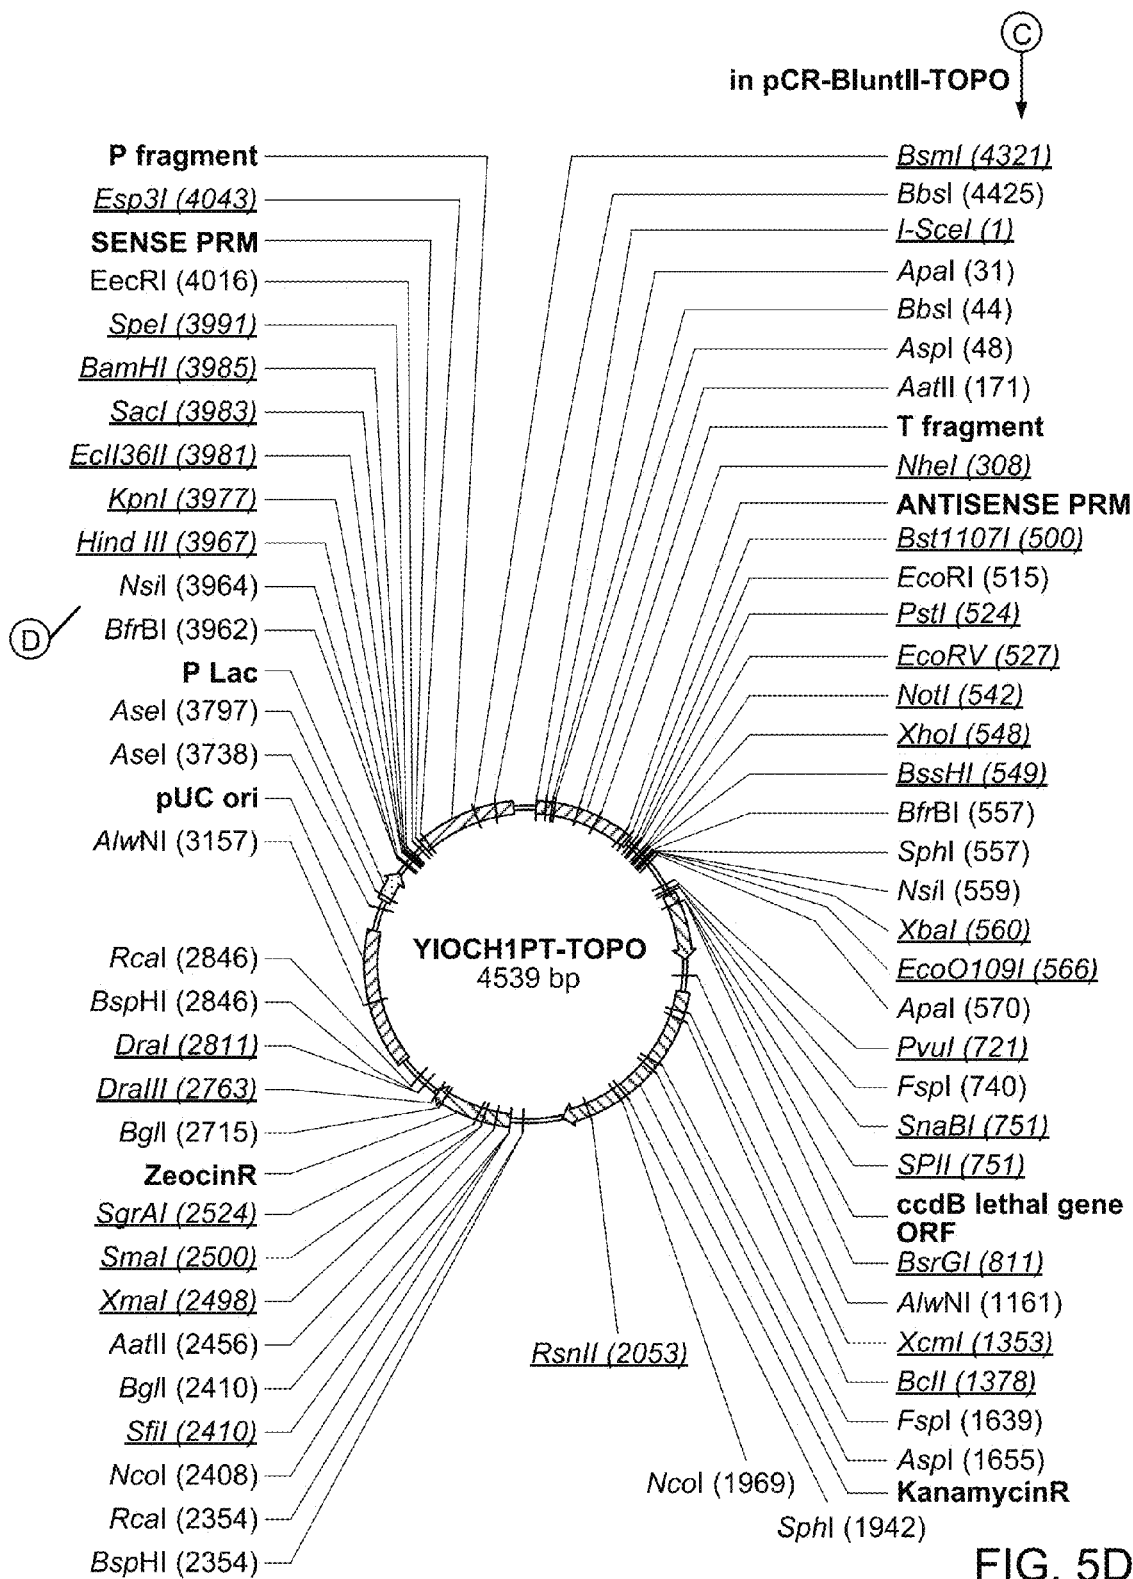 C
in pCR-BluntII-TOPO
P fragment
Esp3I (4043)
SENSE PRM
EecRI (4016)
SpeI (3991)
BamHI (3985)
SacI (3983)
EclI36II (3981)
KpnI (3977)
Hind III (3967)
NsiI (3964)
BfrBI (3962)
D
P Lac
AseI (3797)
AseI (3738)
pUC ori
AlwNI (3157)
RcaI (2846)
BspHI (2846)
DraI (2811)
DraIII (2763)
BglI (2715)
ZeocinR
SgrAI (2524)
SmaI (2500)
XmaI (2498)
AatII (2456)
BglI (2410)
SfiI (2410)
NcoI (2408)
RcaI (2354)
BspHI (2354)
YIOCH1PT-TOPO
4539 bp
RsnII (2053)
NcoI (1969)
SphI (1942)
BsmI (4321)
BbsI (4425)
I-SceI (1)
ApaI (31)
BbsI (44)
AspI (48)
AatII (171)
T fragment
NheI (308)
ANTISENSE PRM
Bst1107I (500)
EcoRI (515)
PstI (524)
EcoRV (527)
NotI (542)
XhoI (548)
BssHI (549)
BfrBI (557)
SphI (557)
NsiI (559)
XbaI (560)
EcoO109I (566)
ApaI (570)
PvuI (721)
FspI (740)
SnaBI (751)
SPII (751)
ccdB lethal gene
ORF
BsrGI (811)
AlwNI (1161)
XcmI (1353)
BclI (1378)
FspI (1639)
AspI (1655)
KanamycinR
FIG. 5D